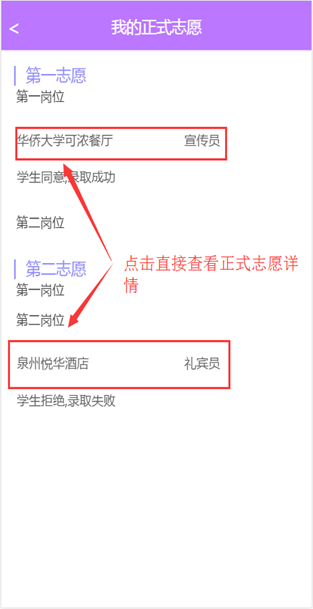 <
我的正式志愿
第一志愿
第一岗位
华侨大学可浓餐厅 宣传员
学生同意,录取成功
第二岗位
第二志愿
第一岗位
第二岗位
泉州悦华酒店 礼宾员
学生拒绝,录取失败
点击直接查看正式志愿详
情